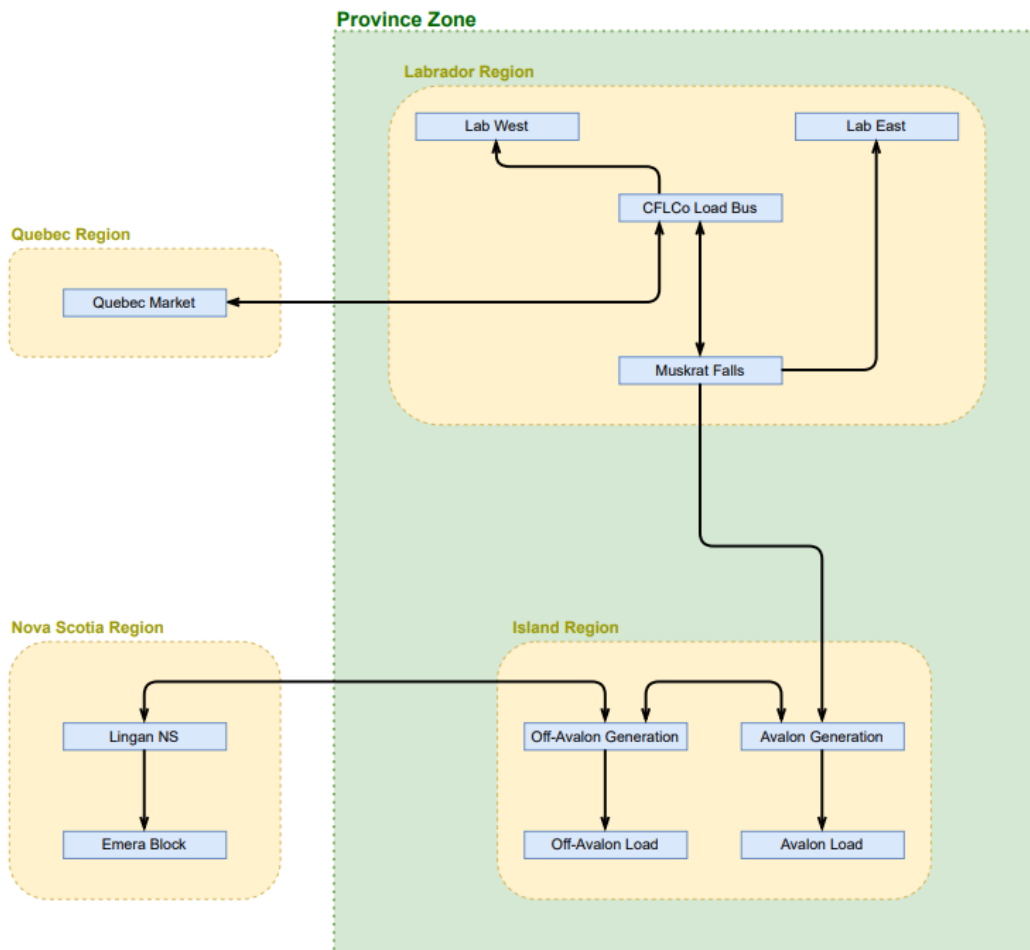 Province Zone
Labrador Region
Lab West
Lab East
CFLCo Load Bus
Quebec Region
Quebec Market
Muskrat Falls
Nova Scotia Region
Island Region
Lingan NS
Off-Avalon Generation
Avalon Generation
Emera Block
Off-Avalon Load
Avalon Load